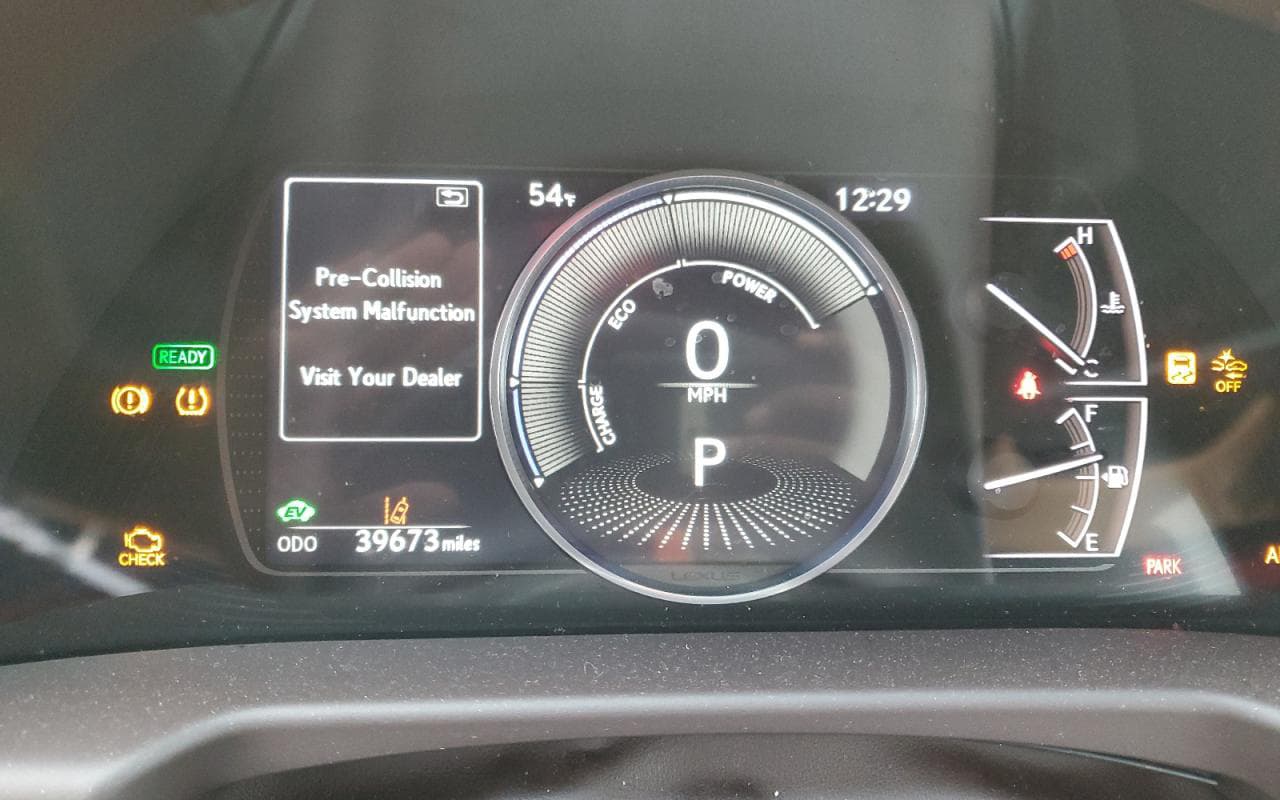 54°F
12:29
Pre-Collision
System Malfunction
Visit Your Dealer
H
POWER
ECO
READY
0
MPH
C
OFF
CHARGE
F
P
EV
ODO 39673 miles
CHECK
E
PARK
LEXUS